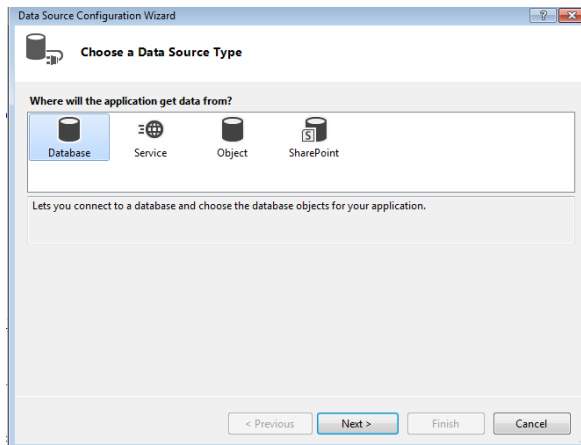 Data Source Configuration Wizard
Choose a Data Source Type
Where will the application get data from?
Database Service Object SharePoint
Lets you connect to a database and choose the database objects for your application.
< Previous Next > Finish Cancel